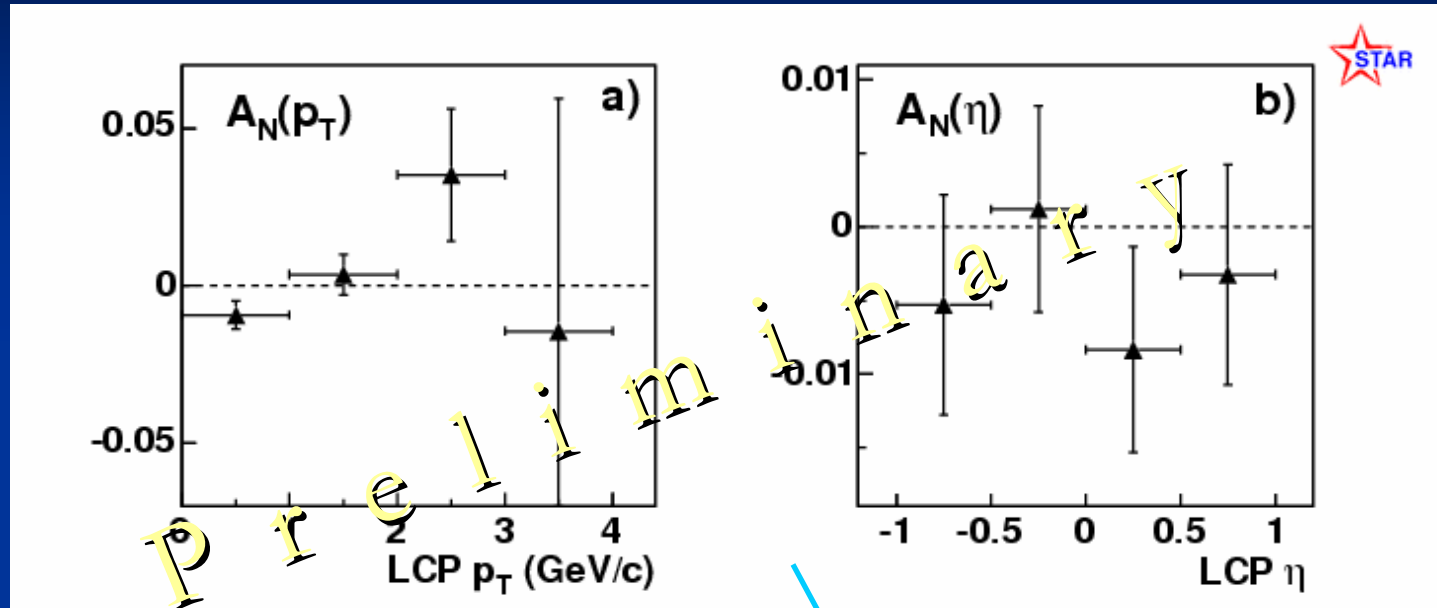 STAR
A_N(p_T)
a)
0.05
0
-0.05
0
2
3
4
LCP p_T (GeV/c)
0.01
A_N(η)
b)
0
-0.01
-1
-0.5
0
0.5
1
LCP η
preliminary